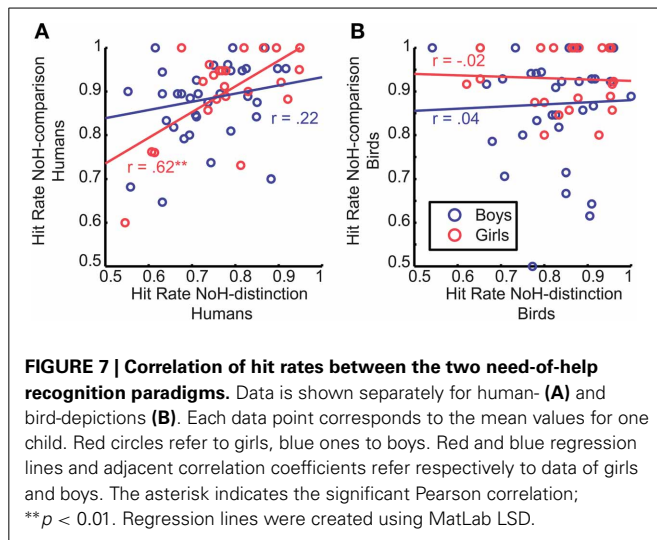 A
B
1
0.9
0.8
0.7
0.6
0.5
Hit Rate NoH-comparison
Humans
r = .22
r = .62**
0.5 0.6 0.7 0.8 0.9 1
Hit Rate NoH-distinction
Humans
1
0.9
0.8
0.7
0.6
0.5
Hit Rate NoH-comparison
Birds
r = -.02
r = .04
Boys
Girls
0.5 0.6 0.7 0.8 0.9 1
Hit Rate NoH-distinction
Birds
FIGURE 7 | Correlation of hit rates between the two need-of-help
recognition paradigms. Data is shown separately for human- (A) and
bird-depictions (B). Each data point corresponds to the mean values for one
child. Red circles refer to girls, blue ones to boys. Red and blue regression
lines and adjacent correlation coefficients refer respectively to data of girls
and boys. The asterisk indicates the significant Pearson correlation;
**p < 0.01. Regression lines were created using MatLab LSD.